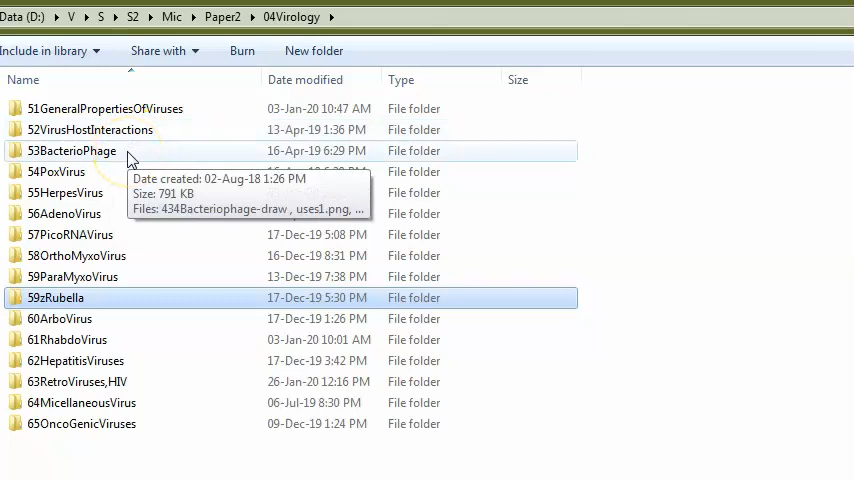 Data (D:) ▸ V ▸ S ▸ S2 ▸ Mic ▸ Paper2 ▸ 04Virology ▸
Include in library Share with Burn New folder
Name Date modified Type Size
51GeneralPropertiesOfViruses 03-Jan-20 10:47 AM File folder
52VirusHostInteractions 13-Apr-19 1:36 PM File folder
53BacterioPhage 16-Apr-19 6:29 PM File folder
54PoxVirus File folder
Date created: 02-Aug-18 1:26 PM
Size: 791 KB
Files: 434Bacteriophage-draw , uses1.png, ...
55HerpesVirus File folder
56AdenoVirus File folder
57PicoRNAVirus 17-Dec-19 5:08 PM File folder
58OrthoMyxoVirus 16-Dec-19 8:31 PM File folder
59ParaMyxoVirus 13-Dec-19 7:38 PM File folder
59zRubella 17-Dec-19 5:30 PM File folder
60ArboVirus 17-Dec-19 1:26 PM File folder
61RhabdoVirus 03-Jan-20 10:01 AM File folder
62HepatitisViruses 17-Dec-19 3:42 PM File folder
63RetroViruses,HIV 26-Jan-20 12:16 PM File folder
64MicellaneousVirus 06-Jul-19 8:30 PM File folder
65OncoGenicViruses 09-Dec-19 1:24 PM File folder